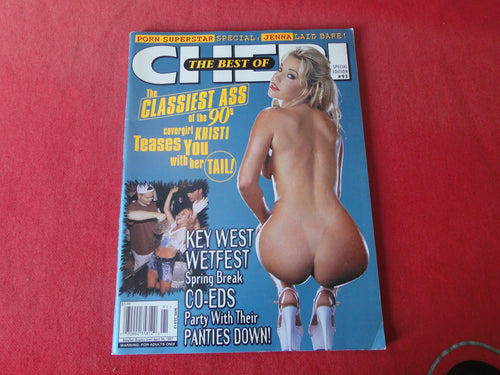 PORN SUPERSTAR SPECIAL: JENNA LAID BARE!
THE BEST OF
CHERI
SPECIAL
EDITION
#91
The
CLASSIEST ASS
of the 90s
covergirl KRISTI
Teases You
with her TAIL!
KEY WEST
WETFEST
Spring Break
CO-EDS
Party With Their
PANTIES DOWN!
WARNING: FOR ADULTS ONLY